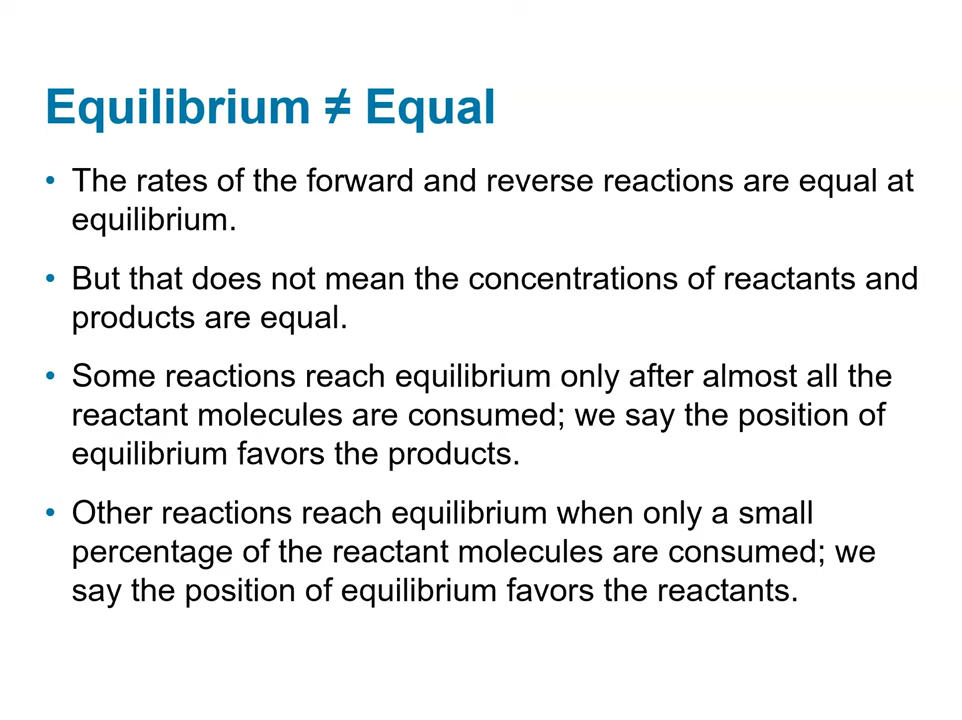 Equilibrium ≠ Equal
• The rates of the forward and reverse reactions are equal at
equilibrium.
• But that does not mean the concentrations of reactants and
products are equal.
• Some reactions reach equilibrium only after almost all the
reactant molecules are consumed; we say the position of
equilibrium favors the products.
• Other reactions reach equilibrium when only a small
percentage of the reactant molecules are consumed; we
say the position of equilibrium favors the reactants.